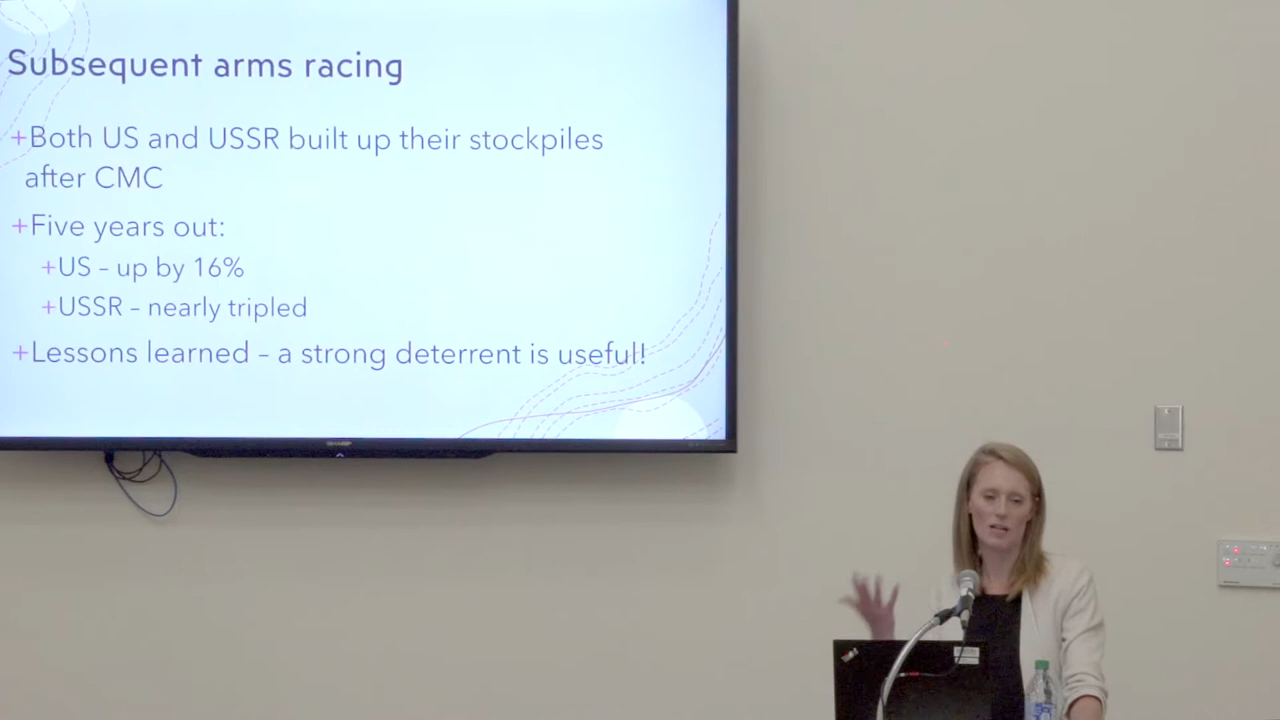 Subsequent arms racing
+Both US and USSR built up their stockpiles
after CMC
+Five years out:
+US – up by 16%
+USSR – nearly tripled
+Lessons learned – a strong deterrent is useful!
SHARP